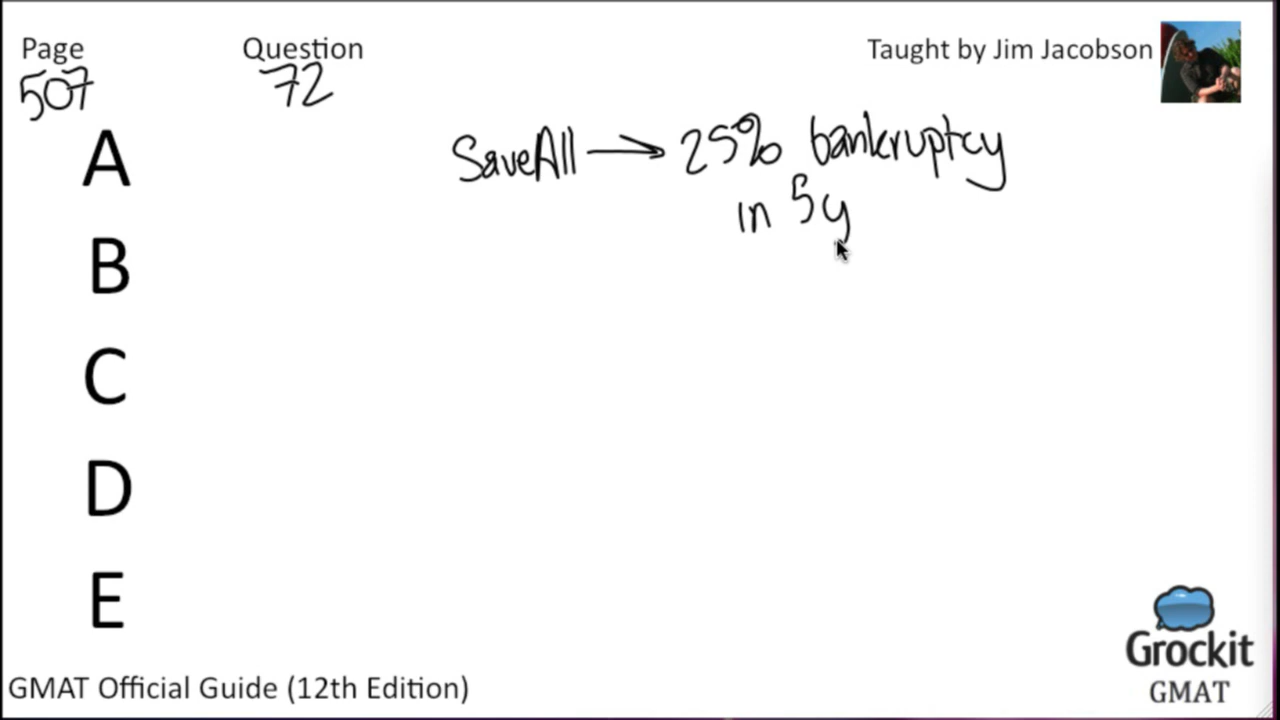 Page Question Taught by Jim Jacobson
507 72
A
SaveAll → 25% bankruptcy
in 5y
B
C
D
E
Grockit
GMAT
GMAT Official Guide (12th Edition)